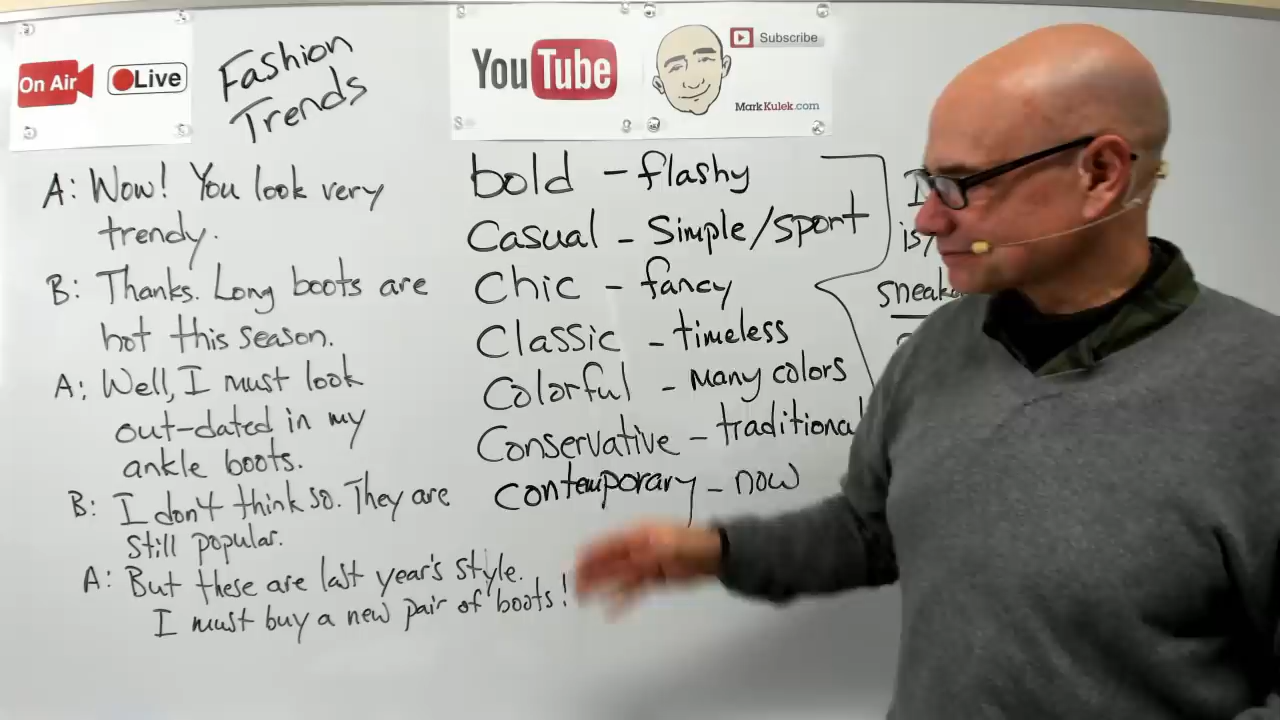 On Air
Live
Fashion
Trends
YouTube
Subscribe
MarkKulek.com
A: Wow! You look very
trendy.
B: Thanks. Long boots are
hot this season.
A: Well, I must look
out-dated in my
ankle boots.
B: I don't think so. They are
still popular.
A: But these are last year's style.
I must buy a new pair of boots!
bold - flashy
Casual - Simple/sport
Chic - fancy
Classic - timeless
Colorful - Many colors
Conservative - traditional
Contemporary - now
is/